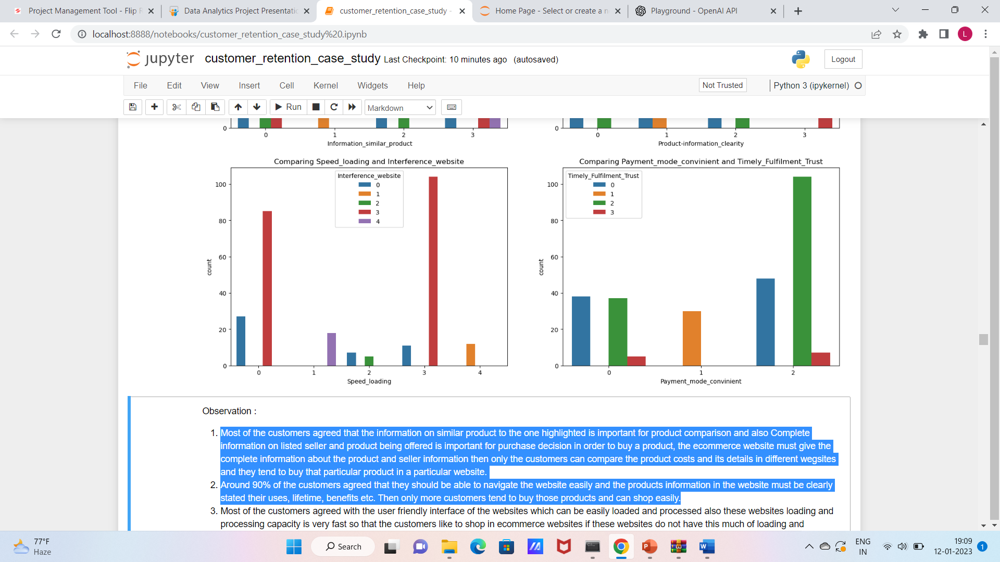 Project Management Tool - Flip R
Data Analytics Project Presentatio
customer_retention_case_study -
Home Page - Select or create a n
Playground - OpenAI API
localhost:8888/notebooks/customer_retention_case_study%20.ipynb
L
jupyter customer_retention_case_study Last Checkpoint: 10 minutes ago (autosaved)
Logout
File Edit View Insert Cell Kernel Widgets Help
Not Trusted
Python 3 (ipykernel)
Run
Markdown
0
0 1 2 3
Information_similar_product
0
0 1 2 3
Product-information_clearity
Comparing Speed_loading and Interference_website
Interference_website
0
1
2
3
4
100
80
60
40
20
0
count
0 1 2 3 4
Speed_loading
Comparing Payment_mode_convinient and Timely_Fulfilment_Trust
Timely_Fulfilment_Trust
0
1
2
3
100
80
60
40
20
0
count
0 1 2
Payment_mode_convinient
Observation :
1. Most of the customers agreed that the information on similar product to the one highlighted is important for product comparison and also Complete
information on listed seller and product being offered is important for purchase decision in order to buy a product, the ecommerce website must give the
complete information about the product and seller information then only the customers can compare the product costs and its details in different wegsites
and they tend to buy that particular product in a particular website.
2. Around 90% of the customers agreed that they should be able to navigate the website easily and the products information in the website must be clearly
stated their uses, lifetime, benefits etc. Then only more customers tend to buy those products and can shop easily.
3. Most of the customers agreed with the user friendly interface of the websites which can be easily loaded and processed also these websites loading and
processing capacity is very fast so that the customers like to shop in ecommerce websites if these websites do not have this much of loading and
77°F
Haze
Search
ENG
IN
19:09
12-01-2023
1